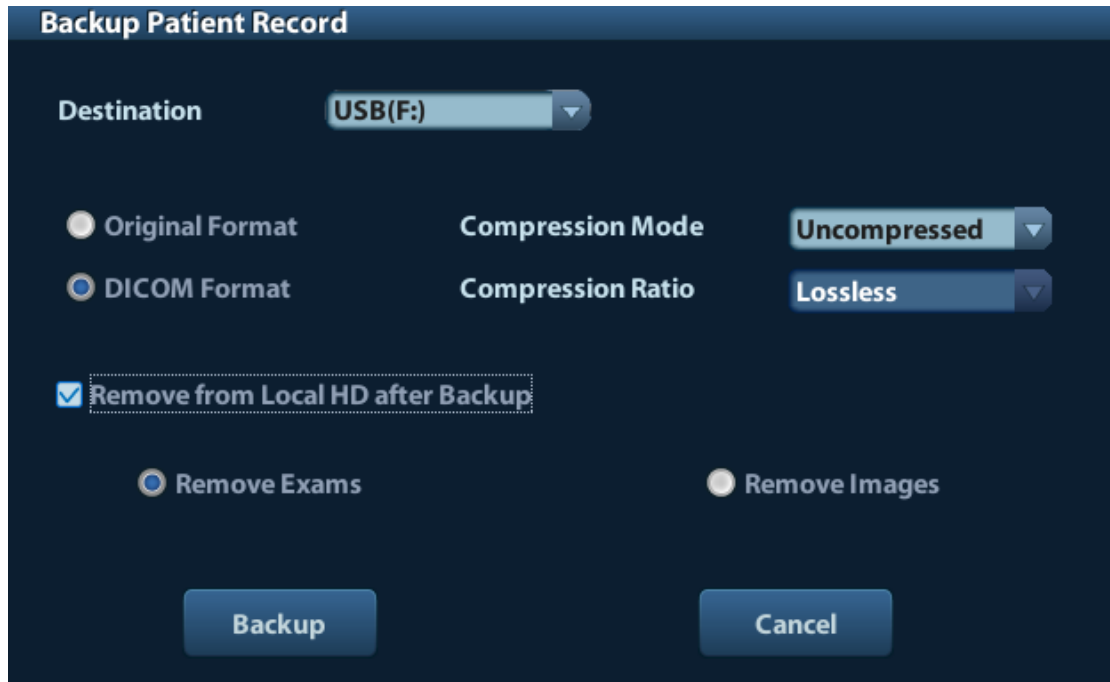 Backup Patient Record
Destination USB(F:)
Original Format Compression Mode Uncompressed
DICOM Format Compression Ratio Lossless
Remove from Local HD after Backup
Remove Exams Remove Images
Backup Cancel